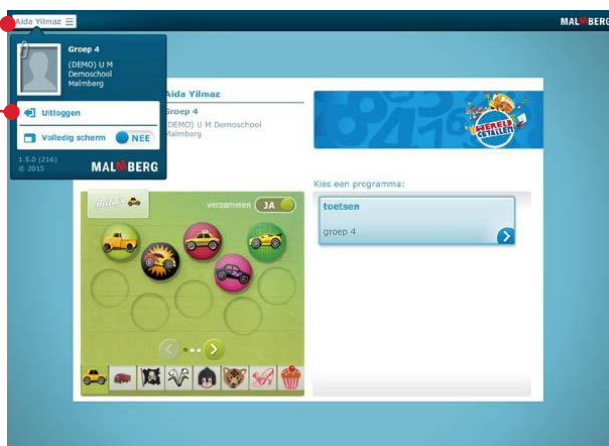 Aida Yilmaz
MALMBERG
Groep 4
(DEMO) U M
Demoschool
Malmberg
Uitloggen
Volledig scherm NEE
1.5.0 (216)
© 2015
MALMBERG
Aida Yilmaz
Groep 4
(DEMO) U M Demoschool
Malmberg
WERELD
GETALLEN
Kies een programma:
toetsen
groep 4
verzamelen JA